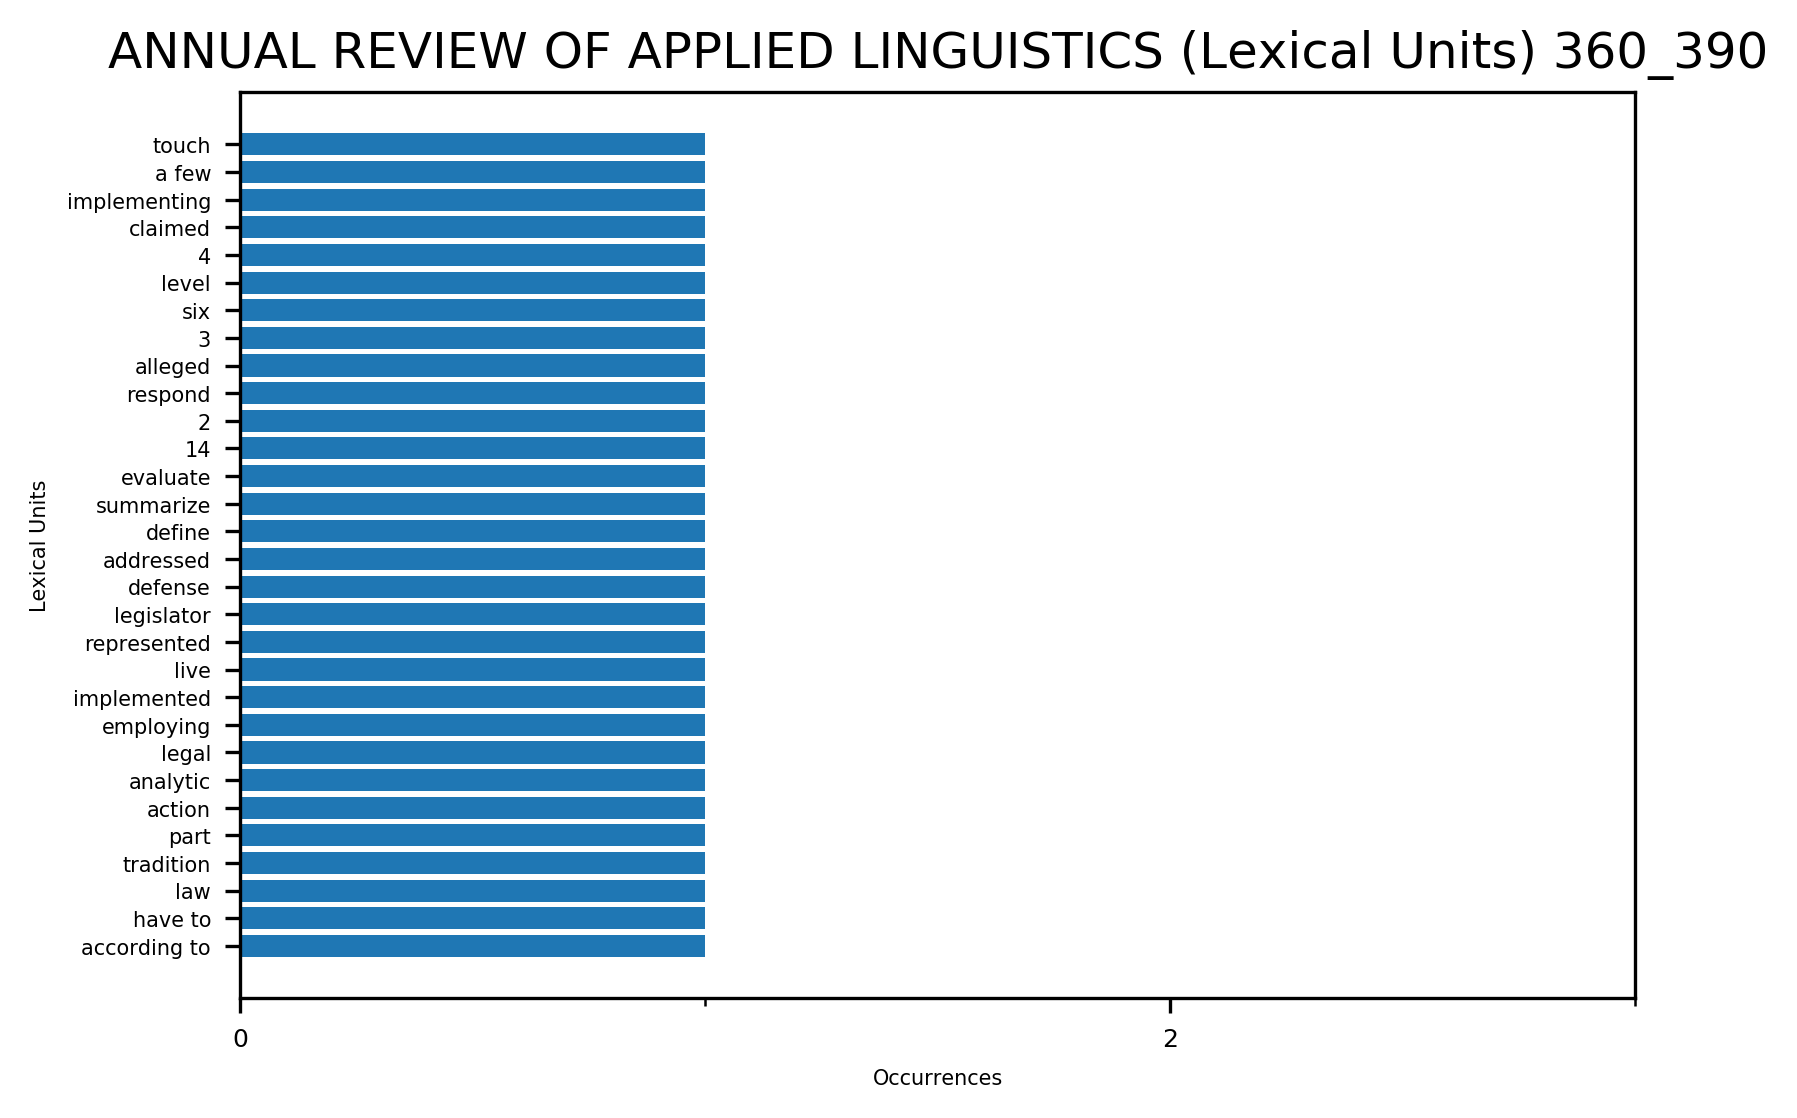 ANNUAL REVIEW OF APPLIED LINGUISTICS (Lexical Units) 360_390
touch
a few
implementing
claimed
4
level
six
3
alleged
respond
2
14
evaluate
summarize
define
addressed
defense
legislator
represented
live
implemented
employing
legal
analytic
action
part
tradition
law
have to
according to
Lexical Units
0
2
Occurrences